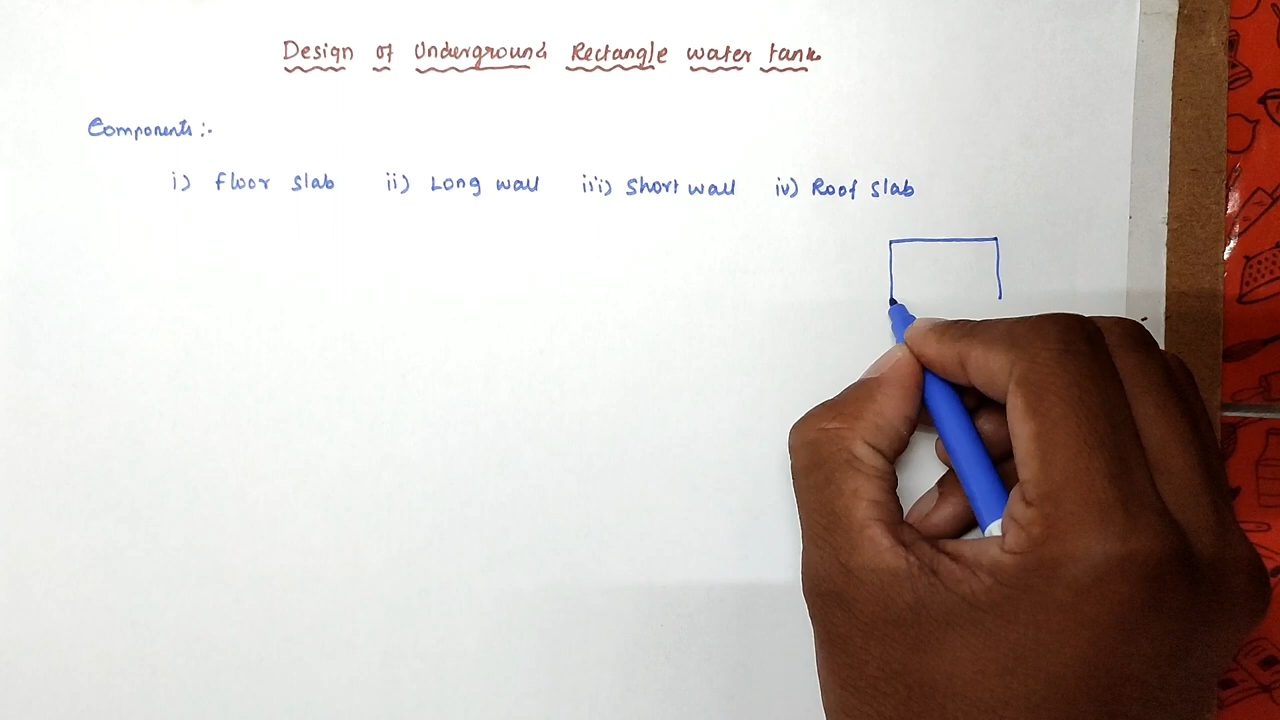 Design of Underground Rectangle water tank
Components :-
i) Floor slab ii) Long wall iii) Short wall iv) Roof slab